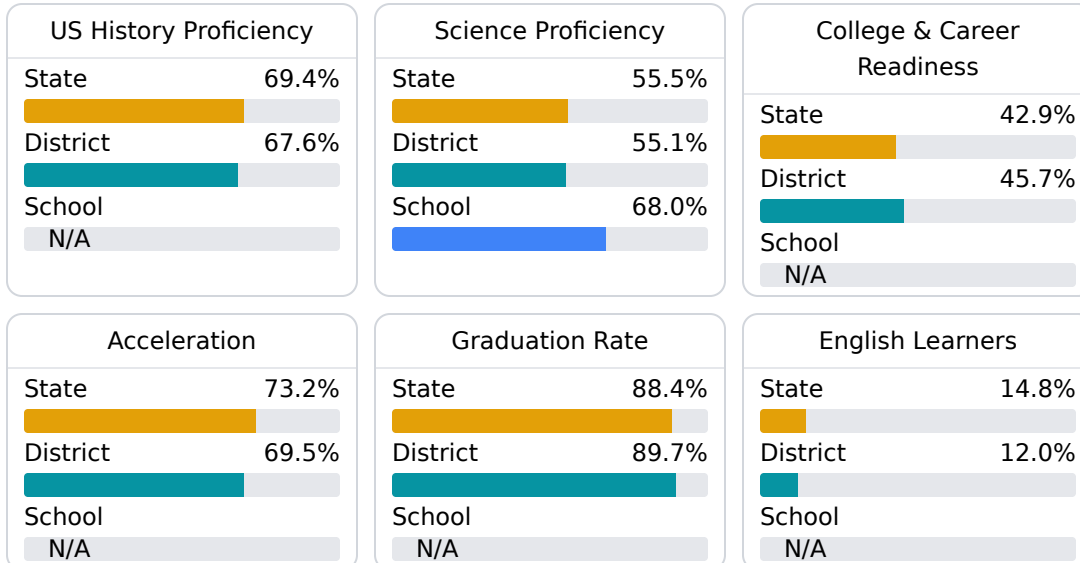 US History Proficiency
State 69.4%
District 67.6%
School
N/A
Science Proficiency
State 55.5%
District 55.1%
School 68.0%
College & Career
Readiness
State 42.9%
District 45.7%
School
N/A
Acceleration
State 73.2%
District 69.5%
School
N/A
Graduation Rate
State 88.4%
District 89.7%
School
N/A
English Learners
State 14.8%
District 12.0%
School
N/A